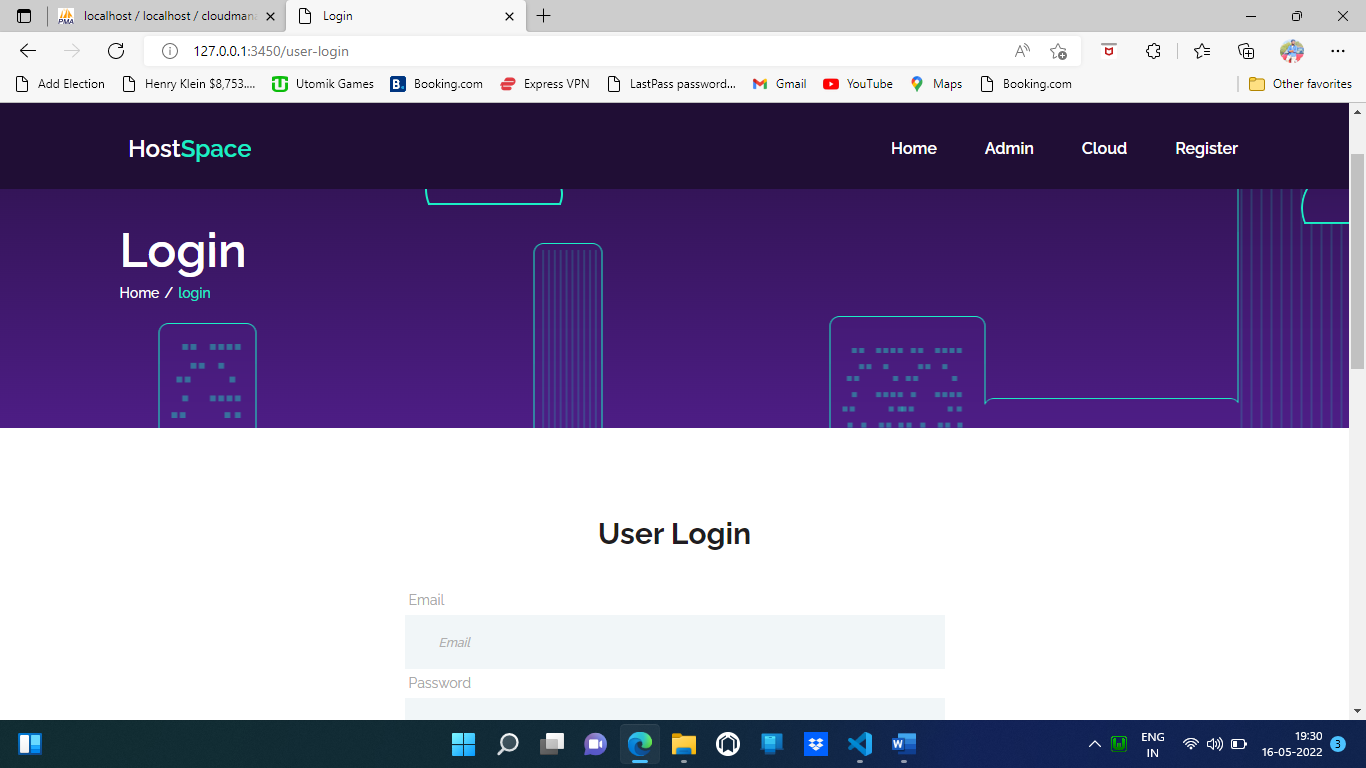 localhost / localhost / cloudmana
Login
127.0.0.1:3450/user-login
Add Election
Henry Klein $8,753....
Utomik Games
Booking.com
Express VPN
LastPass password...
Gmail
YouTube
Maps
Booking.com
Other favorites
HostSpace
Home
Admin
Cloud
Register
Login
Home / login
User Login
Email
Email
Password
ENG
IN
19:30
16-05-2022
3